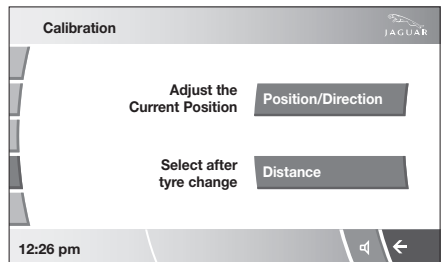 Calibration
JAGUAR
Adjust the
Current Position
Position/Direction
Select after
tyre change
Distance
12:26 pm